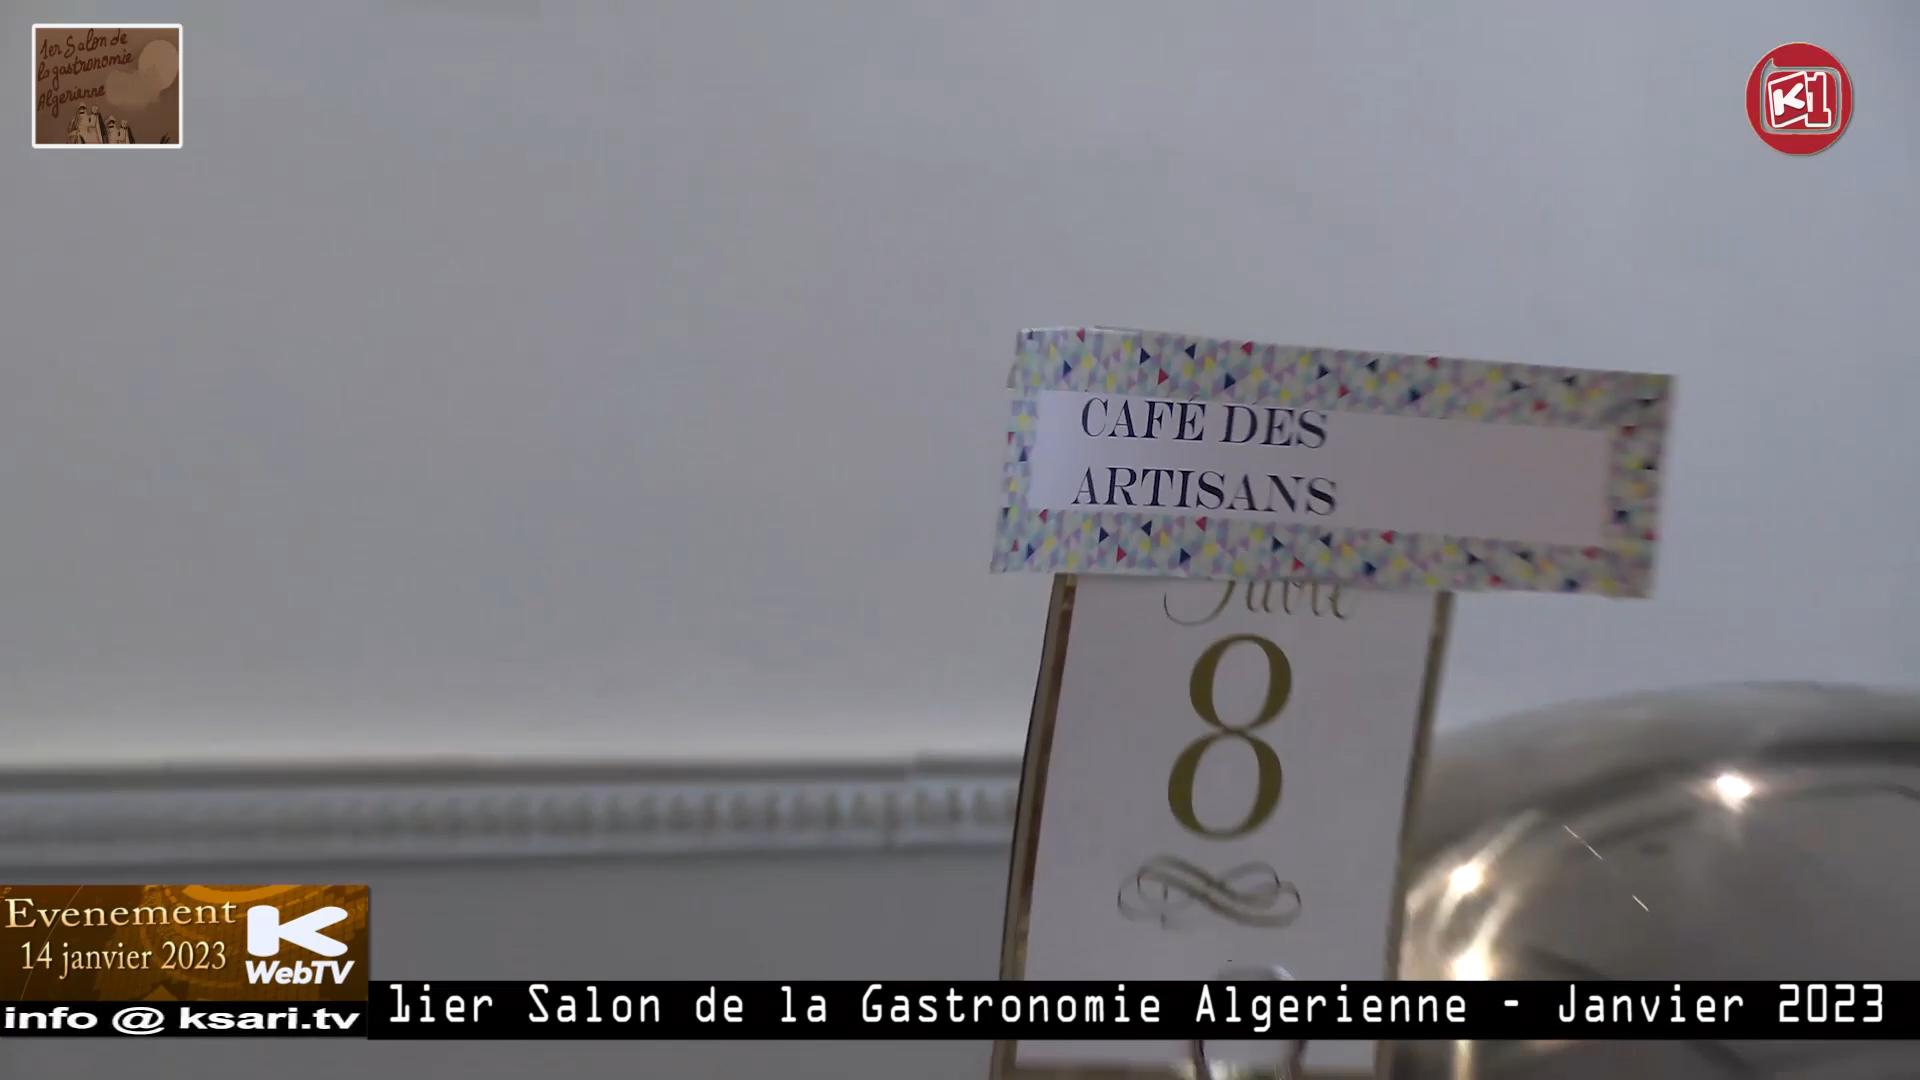 1er Salon de
la gastronomie
Algerienne
K1
CAFÉ DES
ARTISANS
8
Evenement
14 janvier 2023
K
WebTV
info @ ksari.tv
1ier Salon de la Gastronomie Algerienne - Janvier 2023